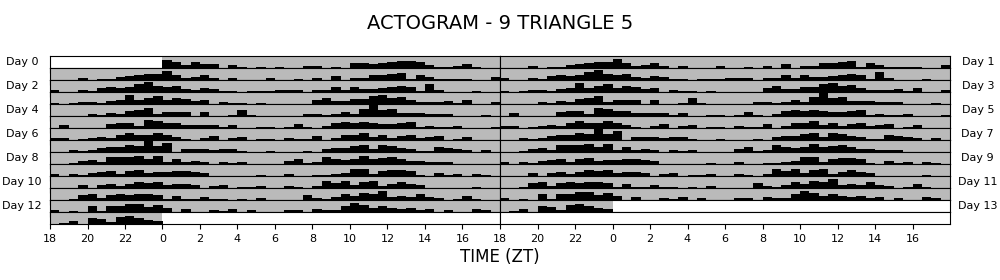 ACTOGRAM - 9 TRIANGLE 5
Day 0
Day 1
Day 2
Day 3
Day 4
Day 5
Day 6
Day 7
Day 8
Day 9
Day 10
Day 11
Day 12
Day 13
18 20 22 0 2 4 6 8 10 12 14 16 18 20 22 0 2 4 6 8 10 12 14 16
TIME (ZT)